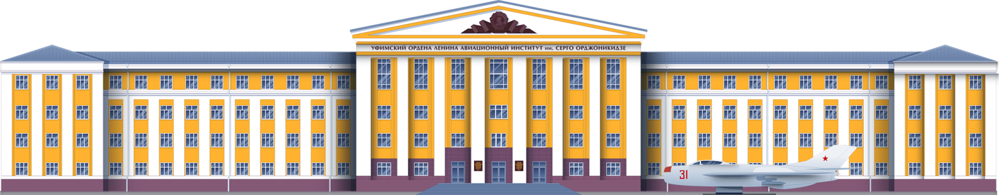 УФИМСКИЙ ОРДЕНА ЛЕНИНА АВИАЦИОННЫЙ ИНСТИТУТ ИМ. СЕРГО ОРДЖОНИКИДЗЕ
31